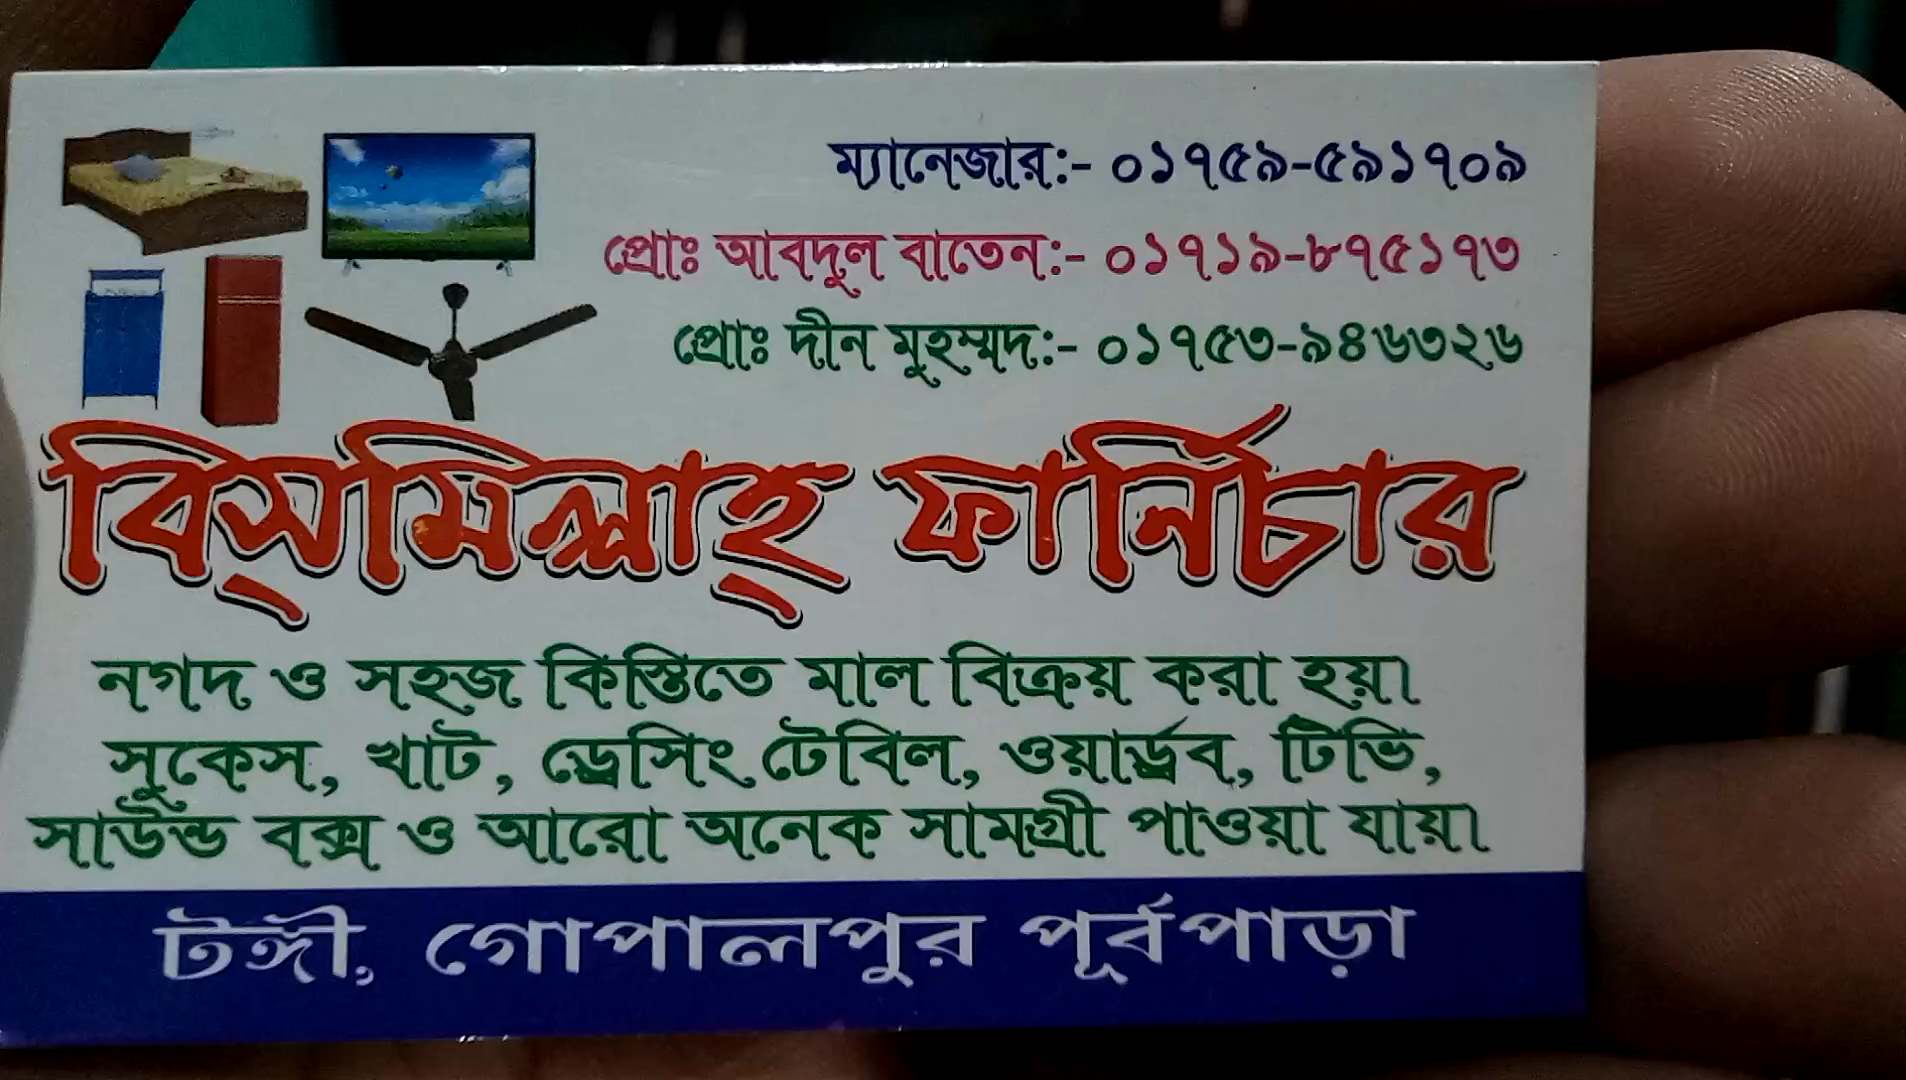 ম্যানেজার:- ০১৭৫৯-৫৯১৭০৯
প্রোঃ আবদুল বাতেন:- ০১৭১৯-৮৭৫১৭৩
প্রোঃ দীন মুহম্মদ:- ০১৭৫৩-৯৪৬৩২৬
বিস্মিল্লাহ্ ফার্নিচার
নগদ ও সহজ কিস্তিতে মাল বিক্রয় করা হয়।
সুকেস, খাট, ড্রেসিং টেবিল, ওয়ার্ড্রব, টিভি,
সাউন্ড বক্স ও আরো অনেক সামগ্রী পাওয়া যায়।
টঙ্গী, গোপালপুর পূর্বপাড়া